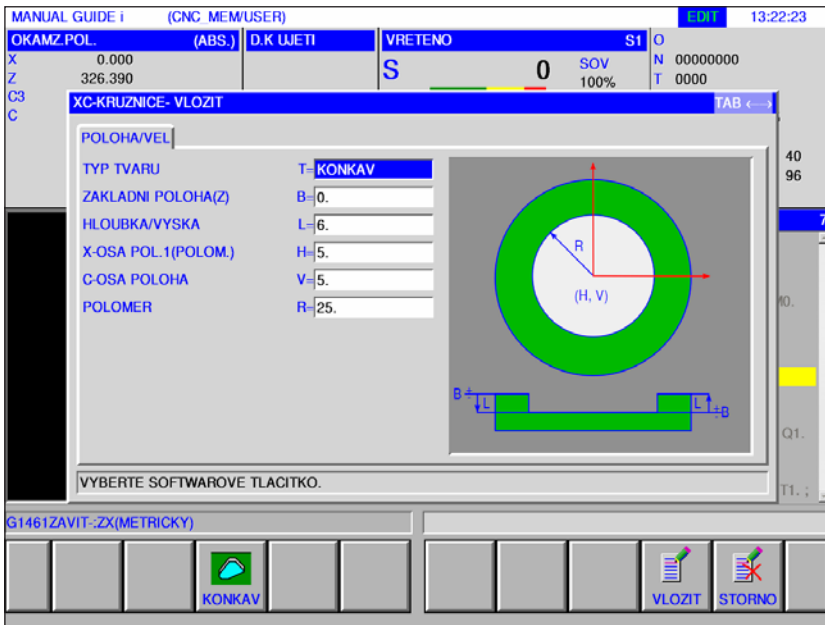 MANUAL GUIDE i (CNC_MEM/USER) EDIT 13:22:23
OKAMZ.POL. (ABS.) D.K UJETI VRETENO S1 O
X 0.000 S 0 SOV N 00000000
Z 326.390 100% T 0000
C3
C
XC-KRUZNICE- VLOZIT TAB ←→
POLOHA/VEL
TYP TVARU T= KONKAV
ZAKLADNI POLOHA(Z) B= 0.
HLOUBKA/VYSKA L= 6.
X-OSA POL.1(POLOM.) H= 5.
C-OSA POLOHA V= 5.
POLOMER R= 25.
R
(H, V)
B L L B
40
96
7
M0.
Q1.
T1. ;
VYBERTE SOFTWAROVE TLACITKO.
G1461ZAVIT-:ZX(METRICKY)
KONKAV VLOZIT STORNO